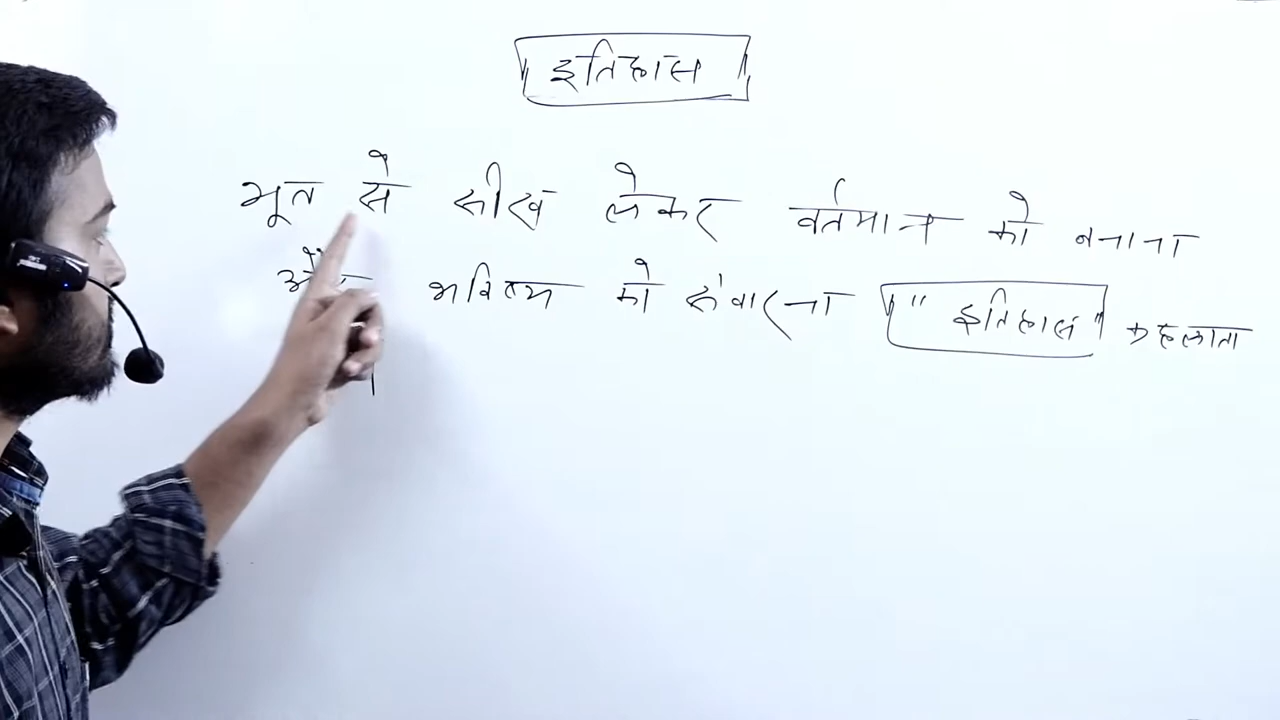 इतिहास
भूत से सीख लेकर वर्तमान को बनाना
और भविष्य को संवारना "इतिहास" कहलाता